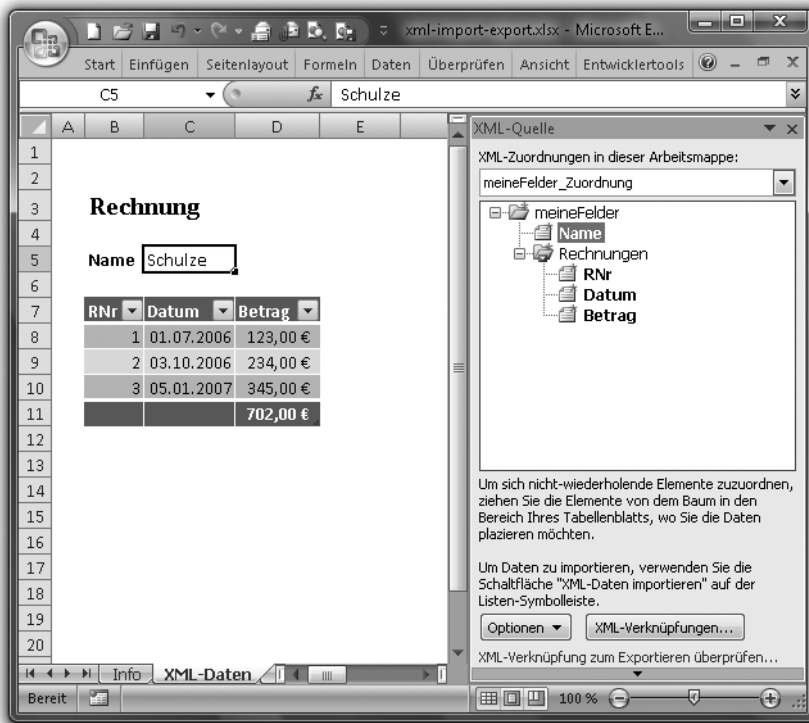 xml-import-export.xlsx - Microsoft E...
Start Einfügen Seitenlayout Formeln Daten Überprüfen Ansicht Entwicklertools
C5 fx Schulze
A B C D E
1
2
3 Rechnung
4
5 Name Schulze
6
7 RNr Datum Betrag
8 1 01.07.2006 123,00 €
9 2 03.10.2006 234,00 €
10 3 05.01.2007 345,00 €
11 702,00 €
12
13
14
15
16
17
18
19
20
Info XML-Daten
Bereit
100 %
XML-Quelle
XML-Zuordnungen in dieser Arbeitsmappe:
meineFelder_Zuordnung
meineFelder
Name
Rechnungen
RNr
Datum
Betrag
Um sich nicht-wiederholende Elemente zuzuordnen,
ziehen Sie die Elemente von dem Baum in den
Bereich Ihres Tabellenblatts, wo Sie die Daten
plazieren möchten.
Um Daten zu importieren, verwenden Sie die
Schaltfläche "XML-Daten importieren" auf der
Listen-Symbolleiste.
Optionen XML-Verknüpfungen...
XML-Verknüpfung zum Exportieren überprüfen...